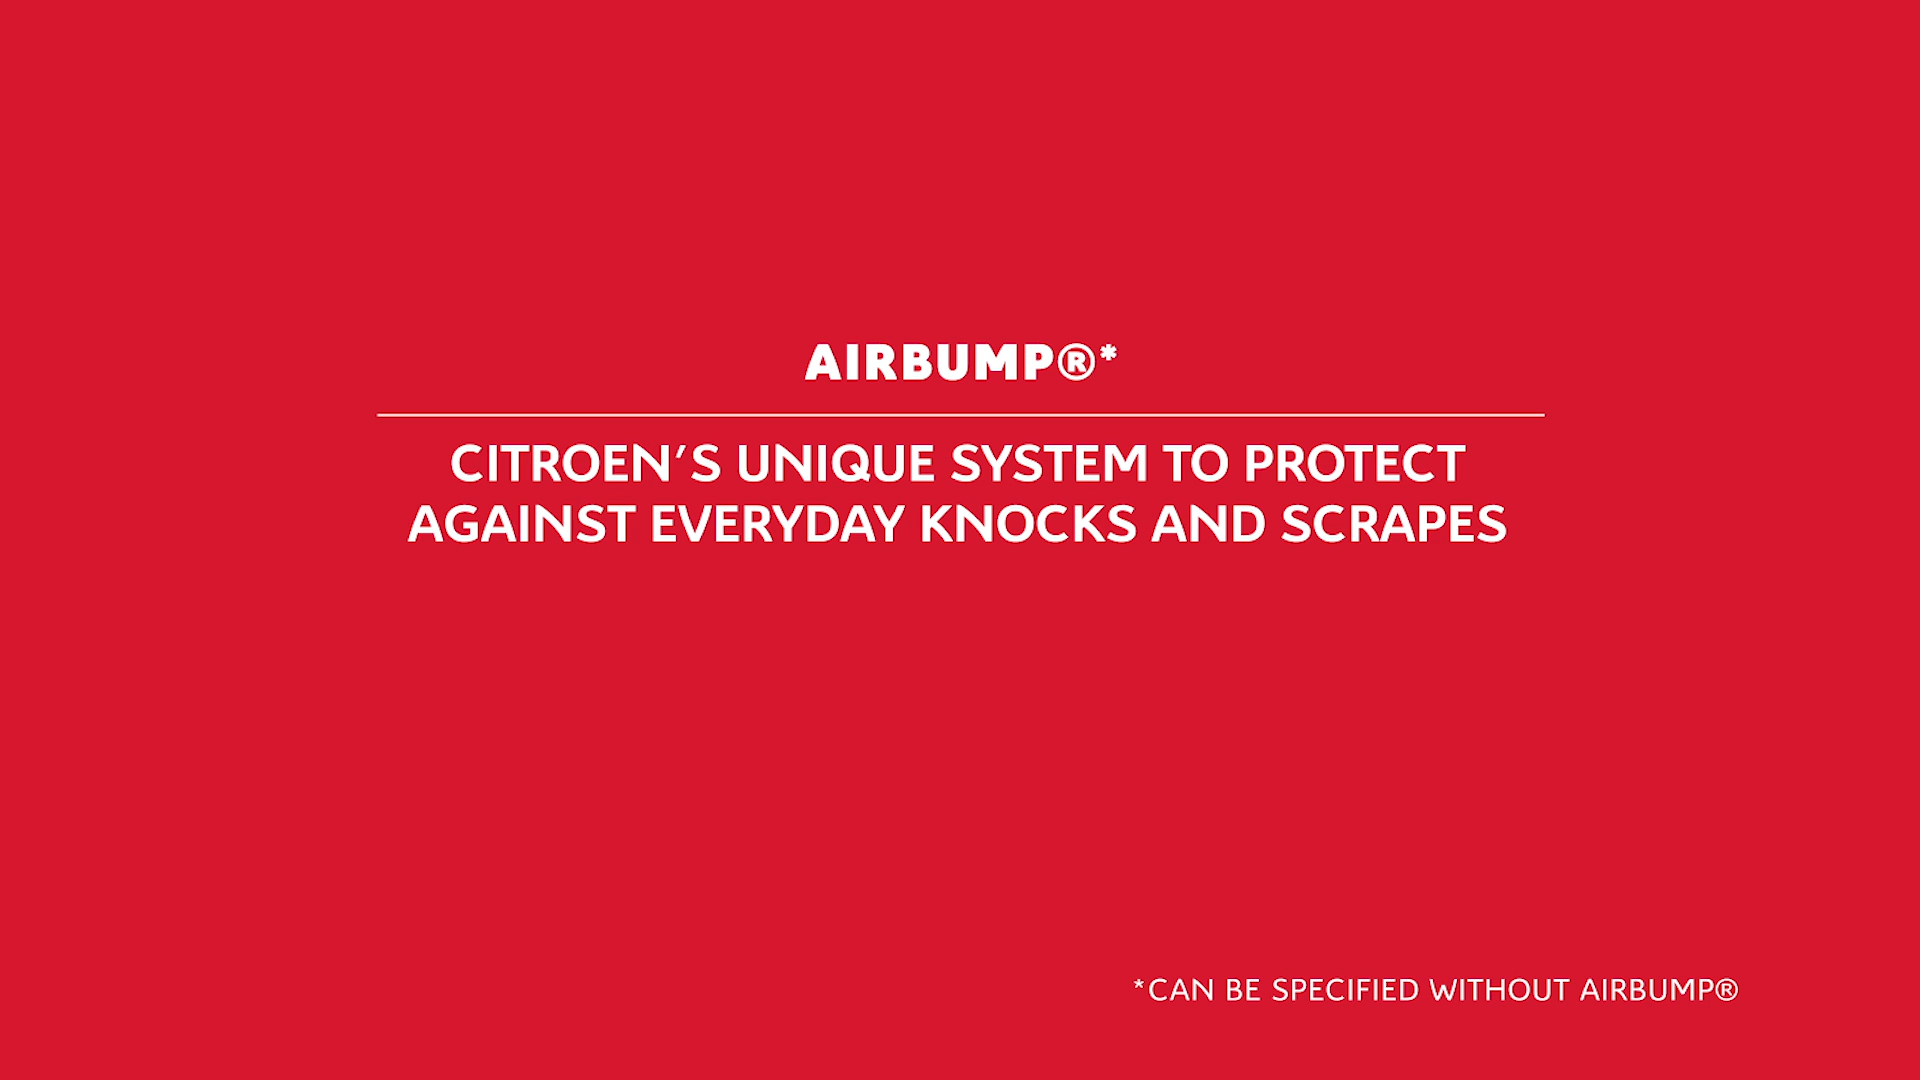 AIRBUMP®*
CITROEN'S UNIQUE SYSTEM TO PROTECT
AGAINST EVERYDAY KNOCKS AND SCRAPES
*CAN BE SPECIFIED WITHOUT AIRBUMP®